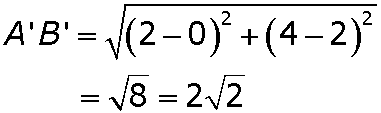 A'B' = √((2 − 0)² + (4 − 2)²)
= √8 = 2√2